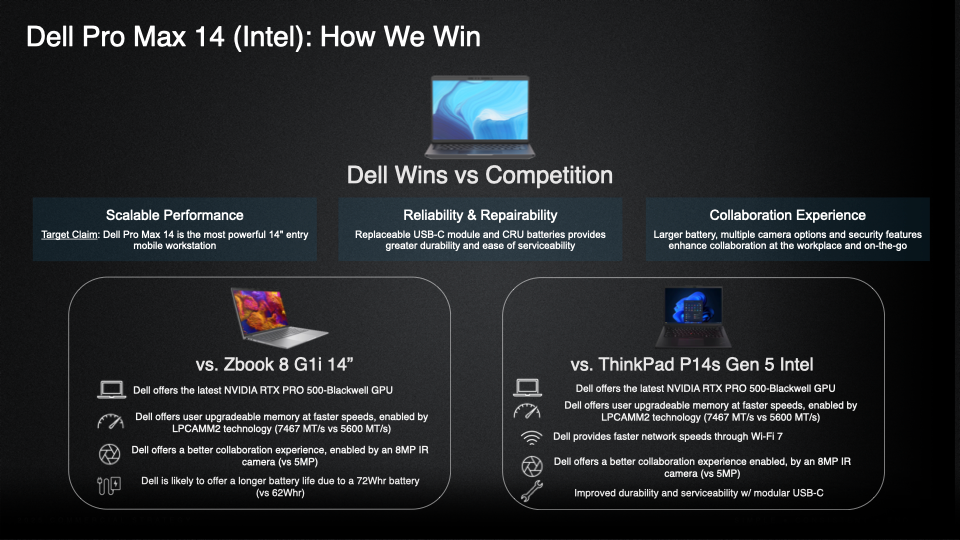 Dell Pro Max 14 (Intel): How We Win
Dell Wins vs Competition
Scalable Performance
Target Claim: Dell Pro Max 14 is the most powerful 14" entry
mobile workstation
Reliability & Repairability
Replaceable USB-C module and CRU batteries provides
greater durability and ease of serviceability
Collaboration Experience
Larger battery, multiple camera options and security features
enhance collaboration at the workplace and on-the-go
vs. Zbook 8 G1i 14”
Dell offers the latest NVIDIA RTX PRO 500-Blackwell GPU
Dell offers user upgradeable memory at faster speeds, enabled by
LPCAMM2 technology (7467 MT/s vs 5600 MT/s)
Dell offers a better collaboration experience, enabled by an 8MP IR
camera (vs 5MP)
Dell is likely to offer a longer battery life due to a 72Whr battery
(vs 62Whr)
vs. ThinkPad P14s Gen 5 Intel
Dell offers the latest NVIDIA RTX PRO 500-Blackwell GPU
Dell offers user upgradeable memory at faster speeds, enabled by
LPCAMM2 technology (7467 MT/s vs 5600 MT/s)
Dell provides faster network speeds through Wi-Fi 7
Dell offers a better collaboration experience enabled, by an 8MP IR
camera (vs 5MP)
Improved durability and serviceability w/ modular USB-C